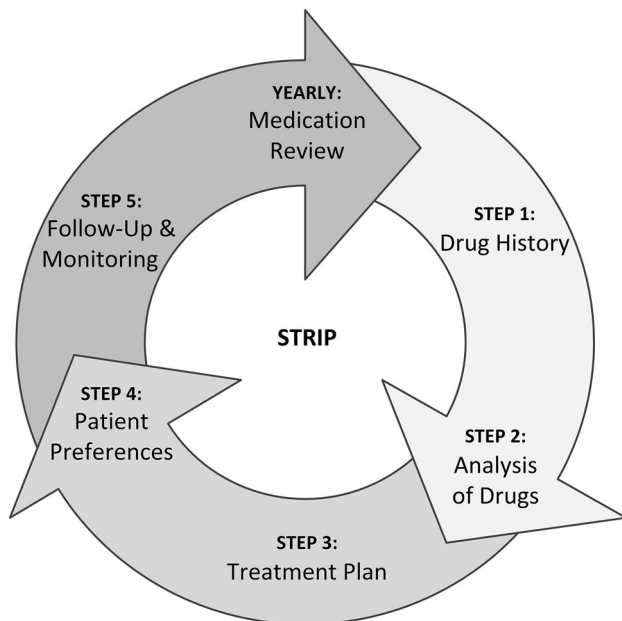 YEARLY:
Medication
Review
STEP 1:
Drug History
STEP 2:
Analysis
of Drugs
STEP 3:
Treatment Plan
STEP 4:
Patient
Preferences
STEP 5:
Follow-Up &
Monitoring
STRIP